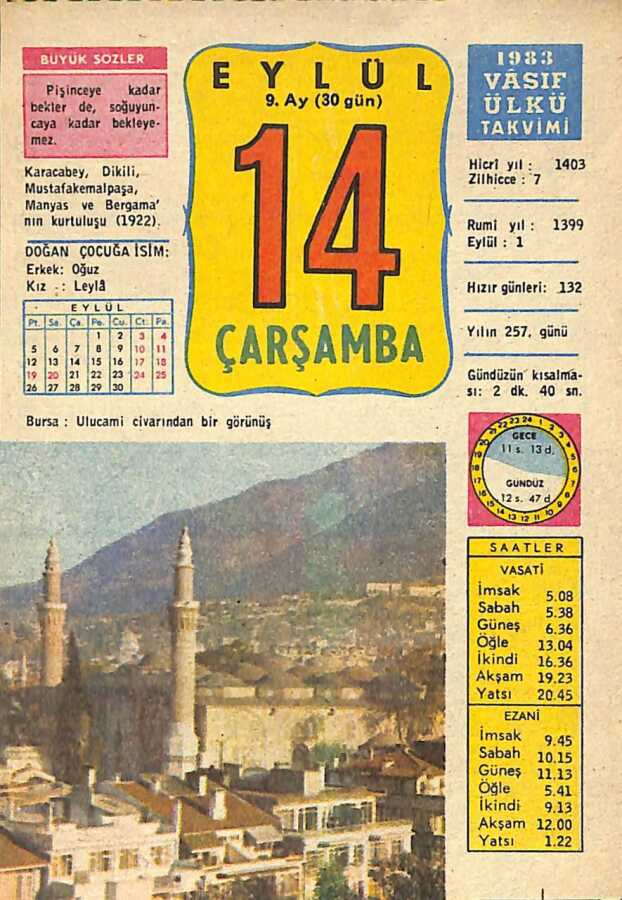 BÜYÜK SÖZLER
Pişinceye kadar
bekler de, soğuyun-
caya kadar bekleye-
mez.
Karacabey, Dikili,
Mustafakemalpaşa,
Manyas ve Bergama'
nın kurtuluşu (1922).
DOĞAN ÇOCUĞA İSİM:
Erkek: Oğuz
Kız : Leylâ
EYLÜL
Pt. Sa. Ça. Pe. Cu. Ct. Pa.
1 2 3 4
5 6 7 8 9 10 11
12 13 14 15 16 17 18
19 20 21 22 23 24 25
26 27 28 29 30
EYLÜL
9. Ay (30 gün)
14
ÇARŞAMBA
1983
VÂSIF
ÜLKÜ
TAKVİMİ
Hicrî yıl : 1403
Zilhicce : 7
Rumi yıl : 1399
Eylül : 1
Hızır günleri: 132
Yılın 257. günü
Gündüzün kısalma-
sı: 2 dk. 40 sn.
Bursa : Ulucami civarından bir görünüş
GECE
11 s. 13 d.
GÜNDÜZ
12 s. 47 d.
SAATLER
VASATİ
İmsak 5.08
Sabah 5.38
Güneş 6.36
Öğle 13.04
İkindi 16.36
Akşam 19.23
Yatsı 20.45
EZANİ
İmsak 9.45
Sabah 10.15
Güneş 11.13
Öğle 5.41
İkindi 9.13
Akşam 12.00
Yatsı 1.22